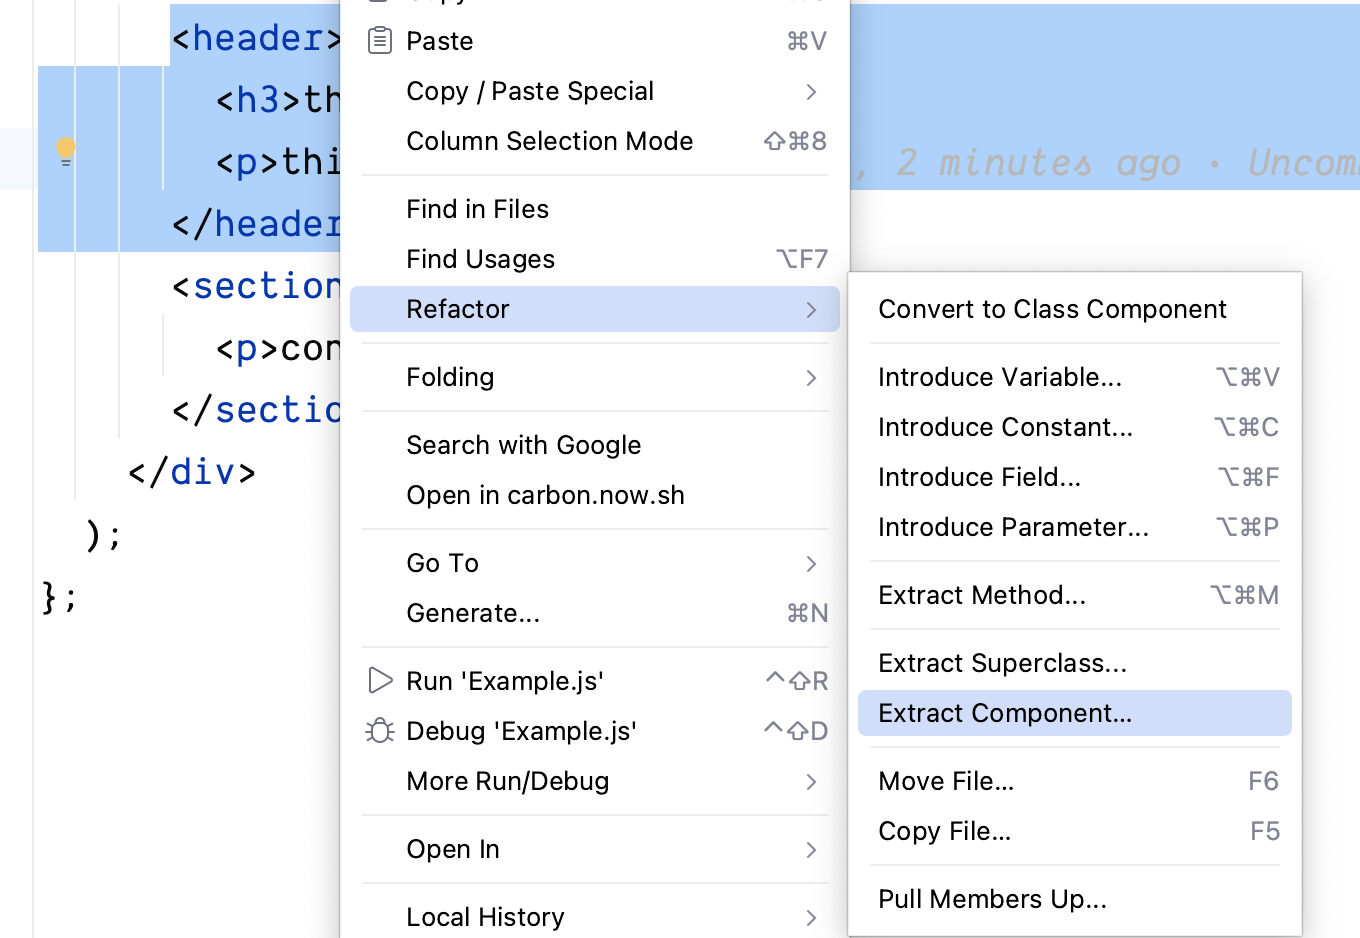 <header>
<h3>th
<p>thi
, 2 minutes ago · Uncom
</header
<section
<p>con
</sectio
</div>
);
};
Paste ⌘V
Copy / Paste Special
Column Selection Mode ⇧⌘8
Find in Files
Find Usages ⌥F7
Refactor
Folding
Search with Google
Open in carbon.now.sh
Go To
Generate... ⌘N
Run 'Example.js' ^⇧R
Debug 'Example.js' ^⇧D
More Run/Debug
Open In
Local History
Convert to Class Component
Introduce Variable... ⌥⌘V
Introduce Constant... ⌥⌘C
Introduce Field... ⌥⌘F
Introduce Parameter... ⌥⌘P
Extract Method... ⌥⌘M
Extract Superclass...
Extract Component...
Move File... F6
Copy File... F5
Pull Members Up...